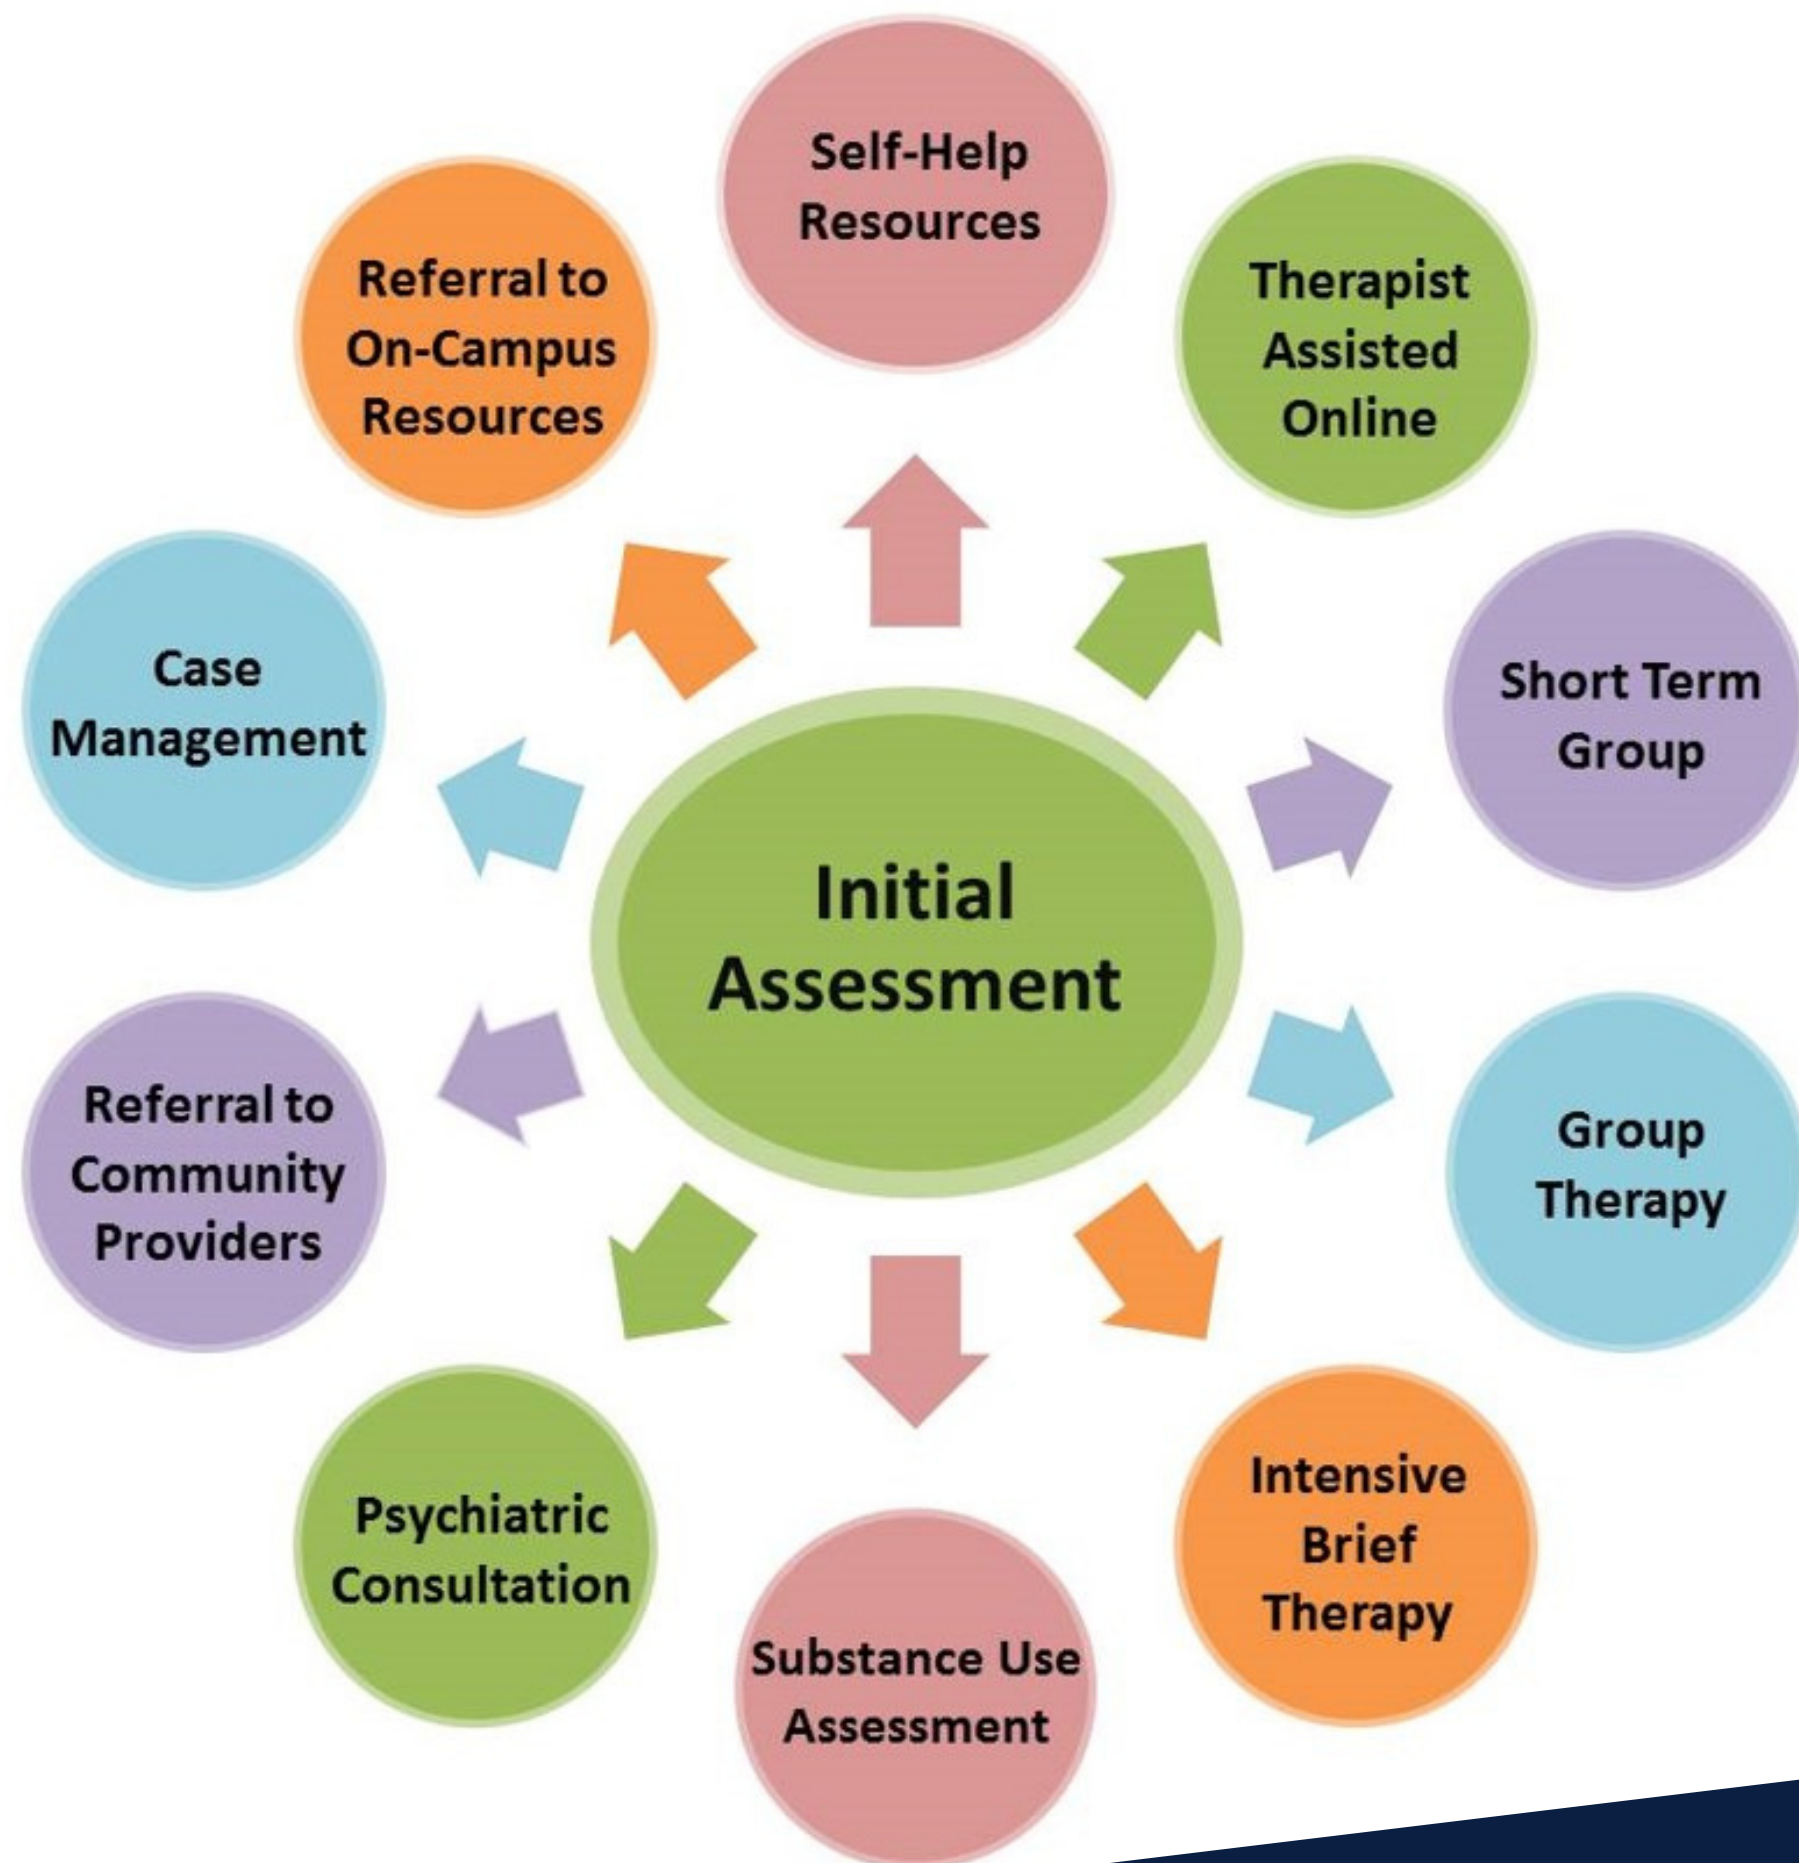 Self-Help
Resources
Therapist
Assisted
Online
Short Term
Group
Group
Therapy
Intensive
Brief
Therapy
Substance Use
Assessment
Psychiatric
Consultation
Referral to
Community
Providers
Case
Management
Referral to
On-Campus
Resources
Initial
Assessment